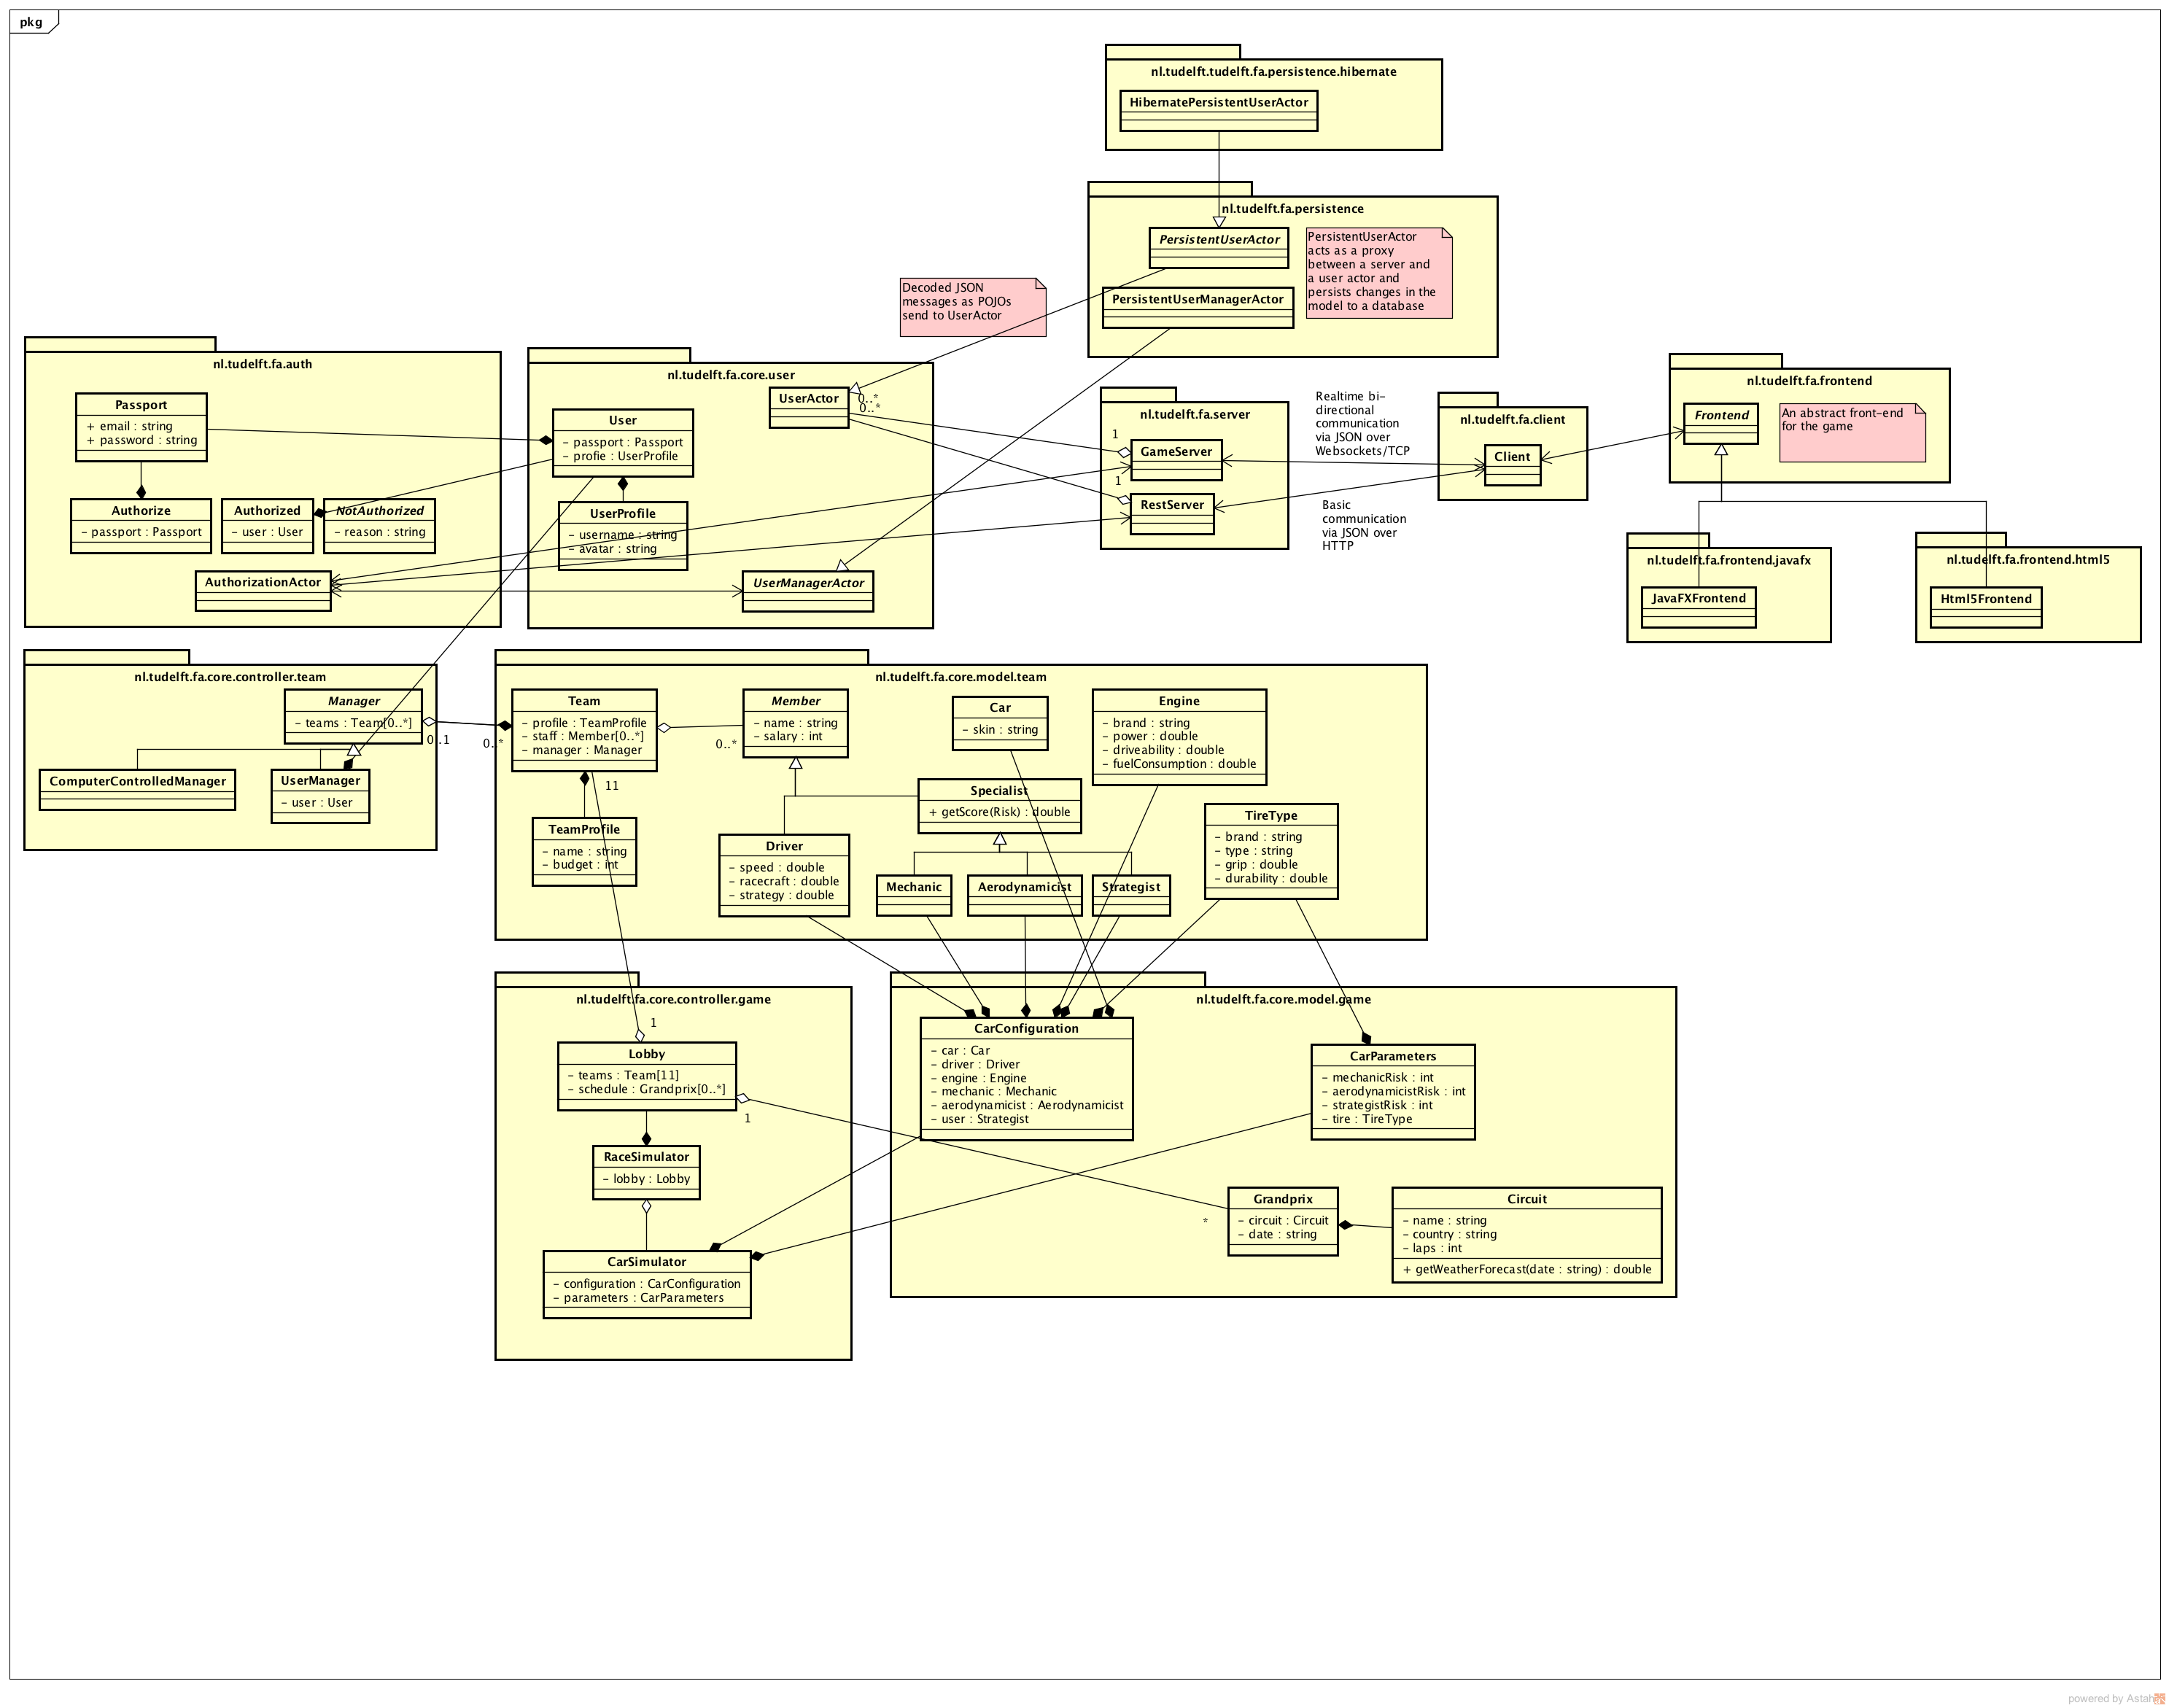 pkg
nl.tudelft.tudelft.fa.persistence.hibernate
HibernatePersistentUserActor
nl.tudelft.fa.persistence
PersistentUserActor
PersistentUserActor
acts as a proxy
between a server and
a user actor and
persists changes in the
model to a database
PersistentUserManagerActor
Decoded JSON
messages as POJOs
send to UserActor
nl.tudelft.fa.auth
Passport
+ email : string
+ password : string
Authorize
- passport : Passport
Authorized
- user : User
NotAuthorized
- reason : string
AuthorizationActor
nl.tudelft.fa.core.user
UserActor
0..*
0..*
User
- passport : Passport
- profie : UserProfile
UserProfile
- username : string
- avatar : string
UserManagerActor
nl.tudelft.fa.server
1
GameServer
1
RestServer
Realtime bi-
directional
communication
via JSON over
Websockets/TCP
Basic
communication
via JSON over
HTTP
nl.tudelft.fa.client
Client
nl.tudelft.fa.frontend
Frontend
An abstract front-end
for the game
nl.tudelft.fa.frontend.javafx
JavaFXFrontend
nl.tudelft.fa.frontend.html5
Html5Frontend
nl.tudelft.fa.core.controller.team
Manager
- teams : Team[0..*]
0..1
0..*
ComputerControlledManager
UserManager
- user : User
nl.tudelft.fa.core.model.team
Team
- profile : TeamProfile
- staff : Member[0..*]
- manager : Manager
11
TeamProfile
- name : string
- budget : int
Member
- name : string
- salary : int
0..*
Car
- skin : string
Engine
- brand : string
- power : double
- driveability : double
- fuelConsumption : double
Specialist
+ getScore(Risk) : double
TireType
- brand : string
- type : string
- grip : double
- durability : double
Driver
- speed : double
- racecraft : double
- strategy : double
Mechanic
Aerodynamicist
Strategist
nl.tudelft.fa.core.controller.game
1
Lobby
- teams : Team[11]
- schedule : Grandprix[0..*]
1
RaceSimulator
- lobby : Lobby
CarSimulator
- configuration : CarConfiguration
- parameters : CarParameters
nl.tudelft.fa.core.model.game
CarConfiguration
- car : Car
- driver : Driver
- engine : Engine
- mechanic : Mechanic
- aerodynamicist : Aerodynamicist
- user : Strategist
CarParameters
- mechanicRisk : int
- aerodynamicistRisk : int
- strategistRisk : int
- tire : TireType
*
Grandprix
- circuit : Circuit
- date : string
Circuit
- name : string
- country : string
- laps : int
+ getWeatherForecast(date : string) : double
powered by Astah